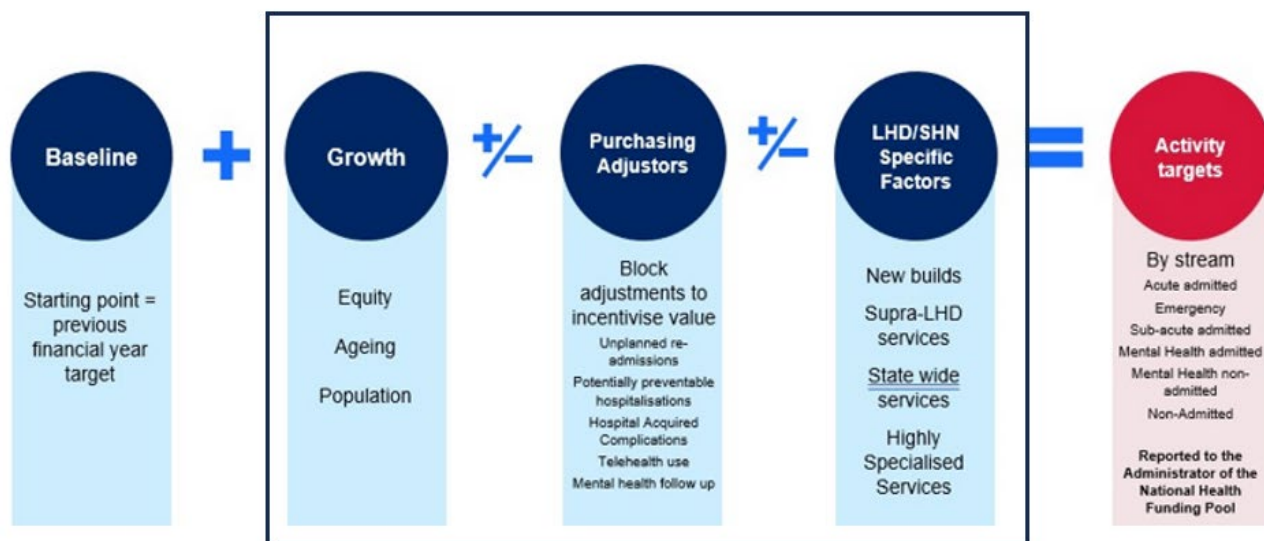 Baseline
+
Growth
+/−
Purchasing
Adjustors
+/−
LHD/SHN
Specific
Factors
=
Activity
targets
Starting point =
previous
financial year
target
Equity
Ageing
Population
Block
adjustments to
incentivise value
Unplanned re-
admissions
Potentially preventable
hospitalisations
Hospital Acquired
Complications
Telehealth use
Mental health follow up
New builds
Supra-LHD
services
State wide
services
Highly
Specialised
Services
By stream
Acute admitted
Emergency
Sub-acute admitted
Mental Health admitted
Mental Health non-
admitted
Non-Admitted
Reported to the
Administrator of the
National Health
Funding Pool